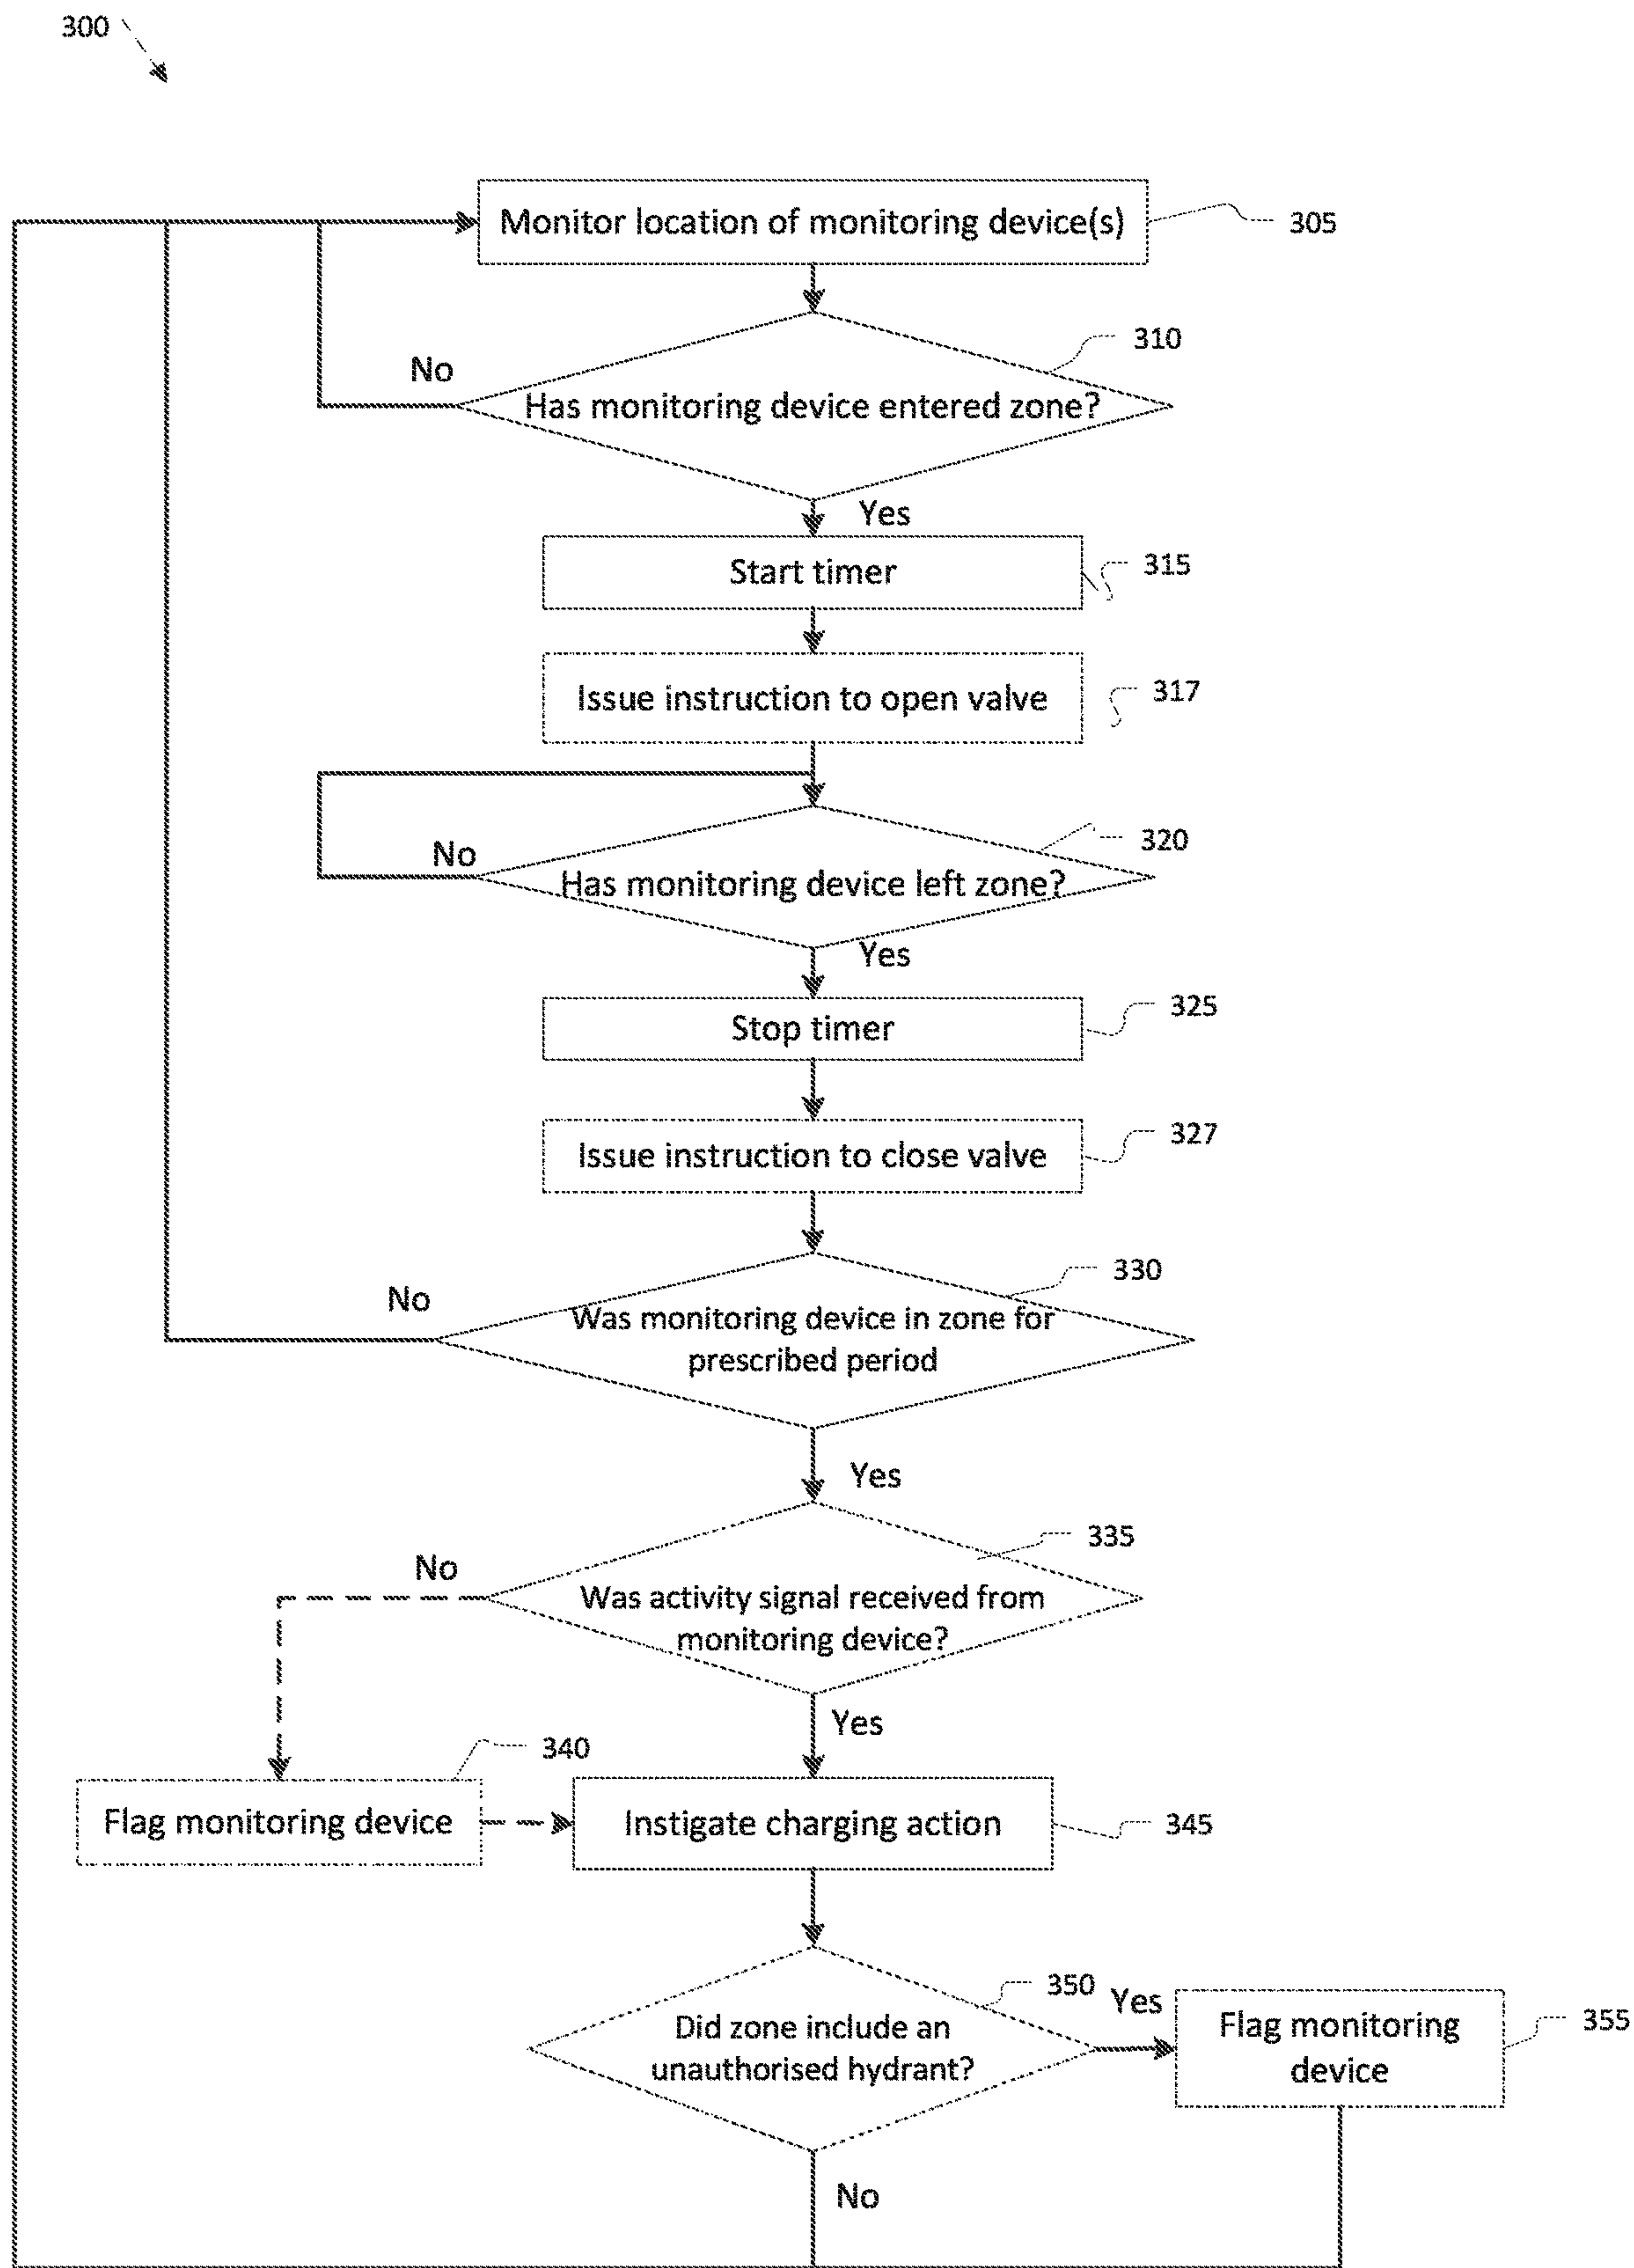 300
Monitor location of monitoring device(s)
305
310
No
Has monitoring device entered zone?
Yes
Start timer
315
Issue instruction to open valve
317
320
No
Has monitoring device left zone?
Yes
Stop timer
325
Issue instruction to close valve
327
330
No
Was monitoring device in zone for
prescribed period
Yes
335
No
Was activity signal received from
monitoring device?
Yes
340
Flag monitoring device
Instigate charging action
345
350
Yes
Did zone include an
unauthorised hydrant?
Flag monitoring
device
355
No